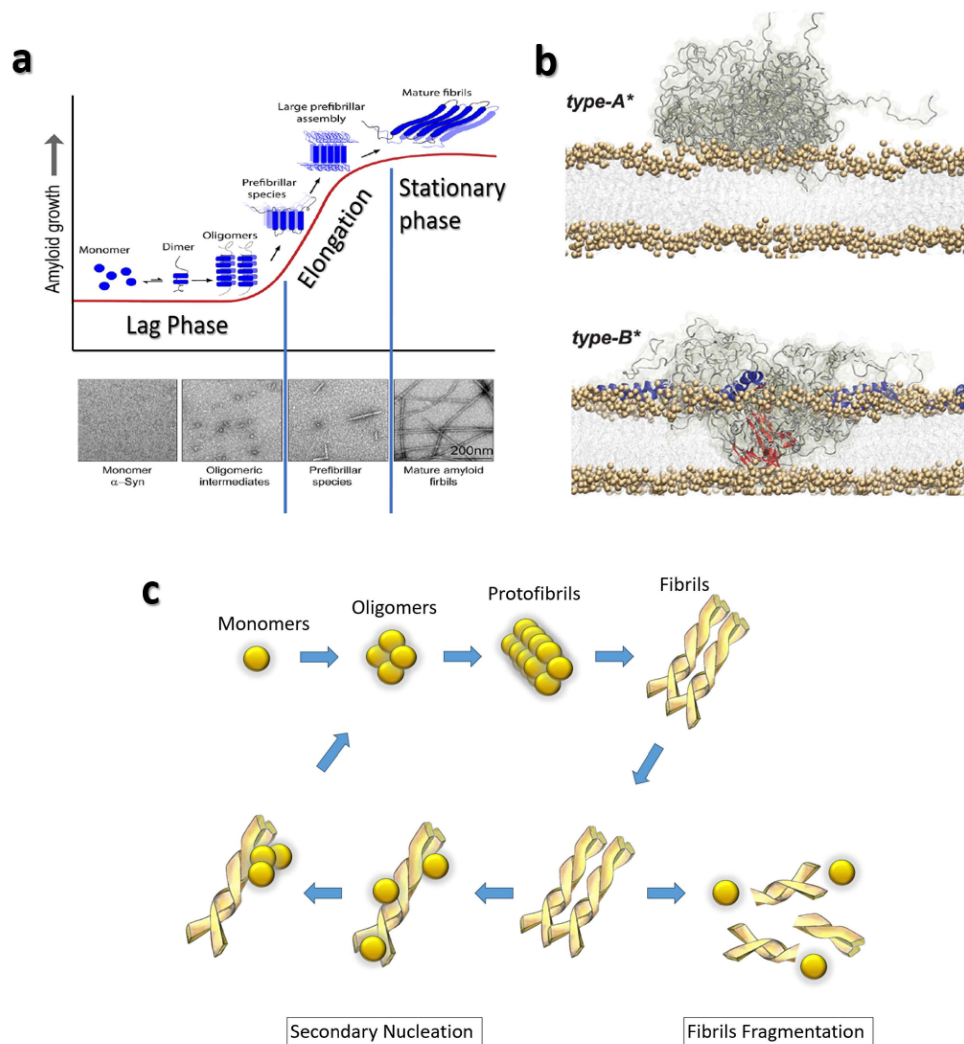 a
Amyloid growth
Monomer
Dimer
Oligomers
Prefibrillar
species
Large prefibrillar
assembly
Mature fibrils
Lag Phase
Elongation
Stationary
phase
200nm
Monomer
α–Syn
Oligomeric
intermediates
Prefibrillar
species
Mature amyloid
firbils
b
type-A*
type-B*
c
Monomers
Oligomers
Protofibrils
Fibrils
Secondary Nucleation
Fibrils Fragmentation